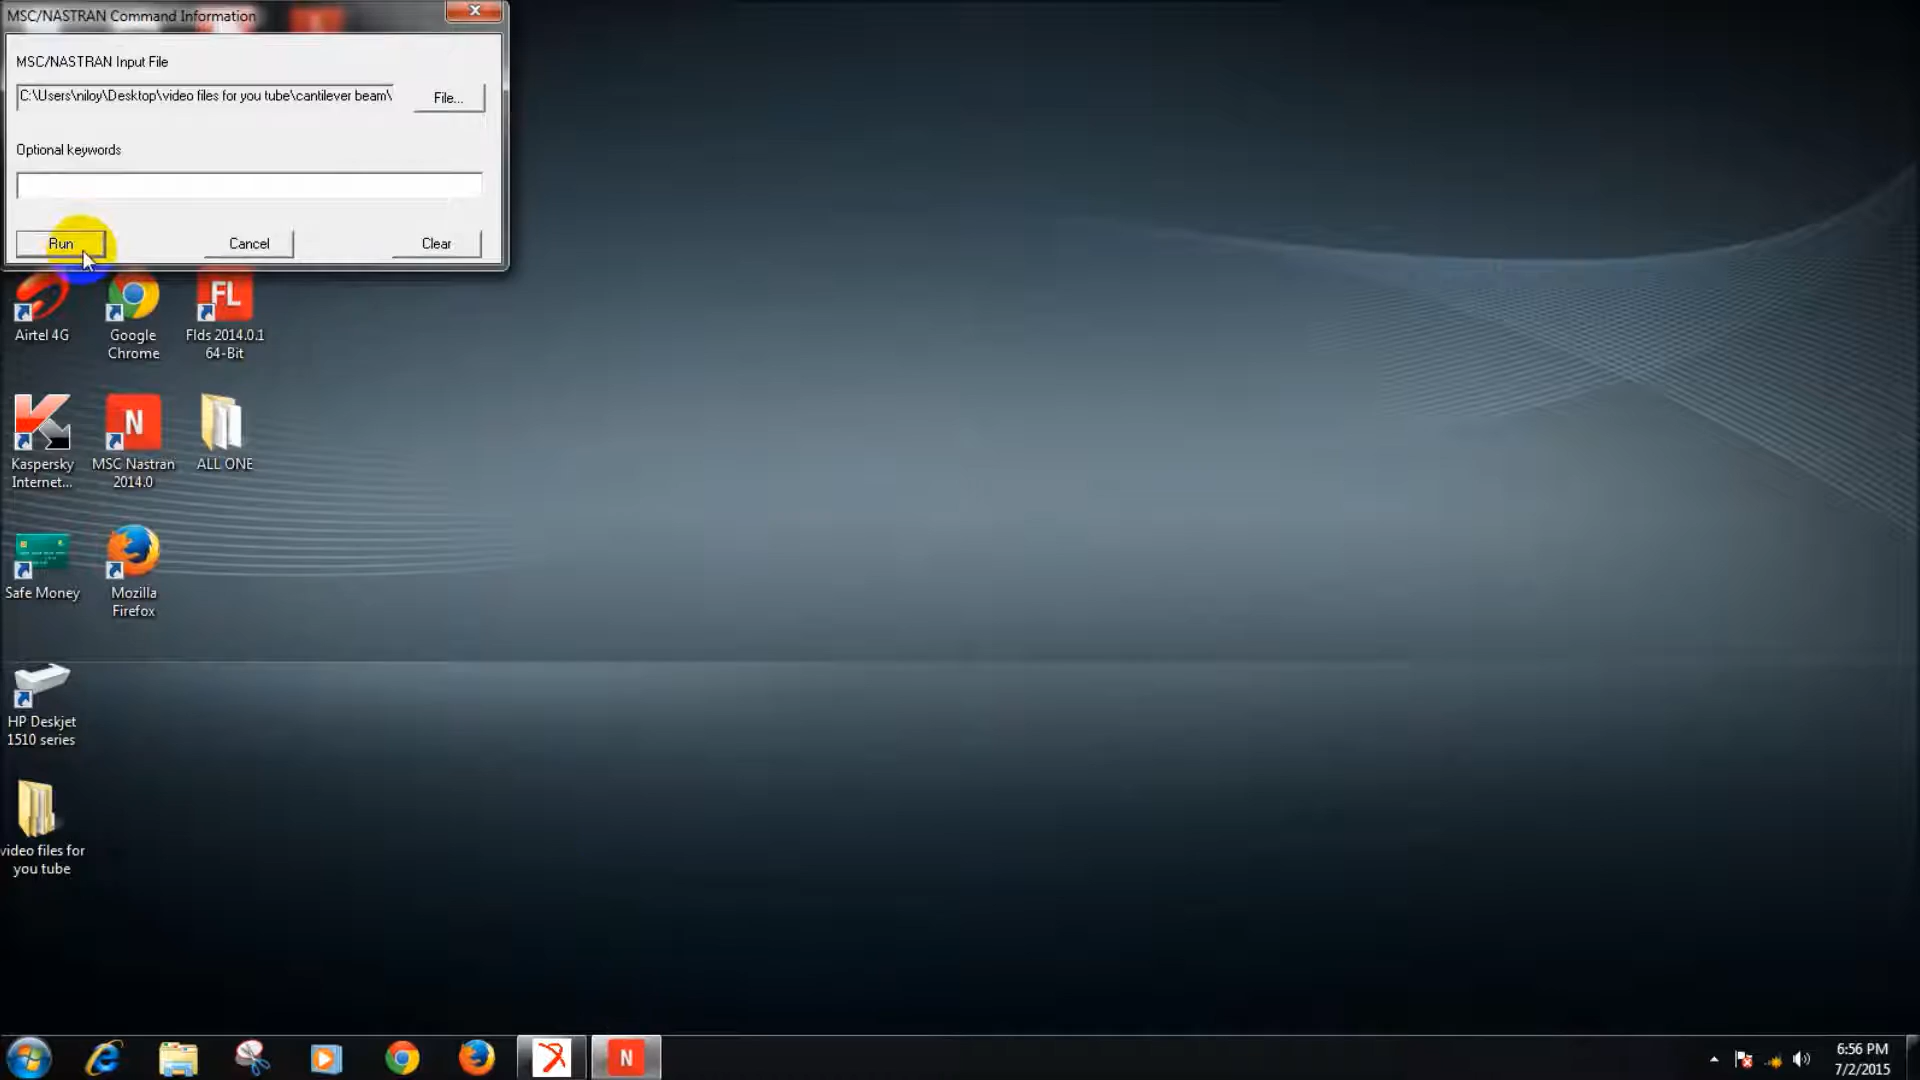 MSC/NASTRAN Command Information
MSC/NASTRAN Input File
C:\Users\niloy\Desktop\video files for you tube\cantilever beam\
File...
Optional keywords
Run
Cancel
Clear
Airtel 4G
Google
Chrome
FL
Flds 2014.0.1
64-Bit
Kaspersky
Internet...
N
MSC Nastran
2014.0
ALL ONE
Safe Money
Mozilla
Firefox
HP Deskjet
1510 series
video files for
you tube
N
6:56 PM
7/2/2015